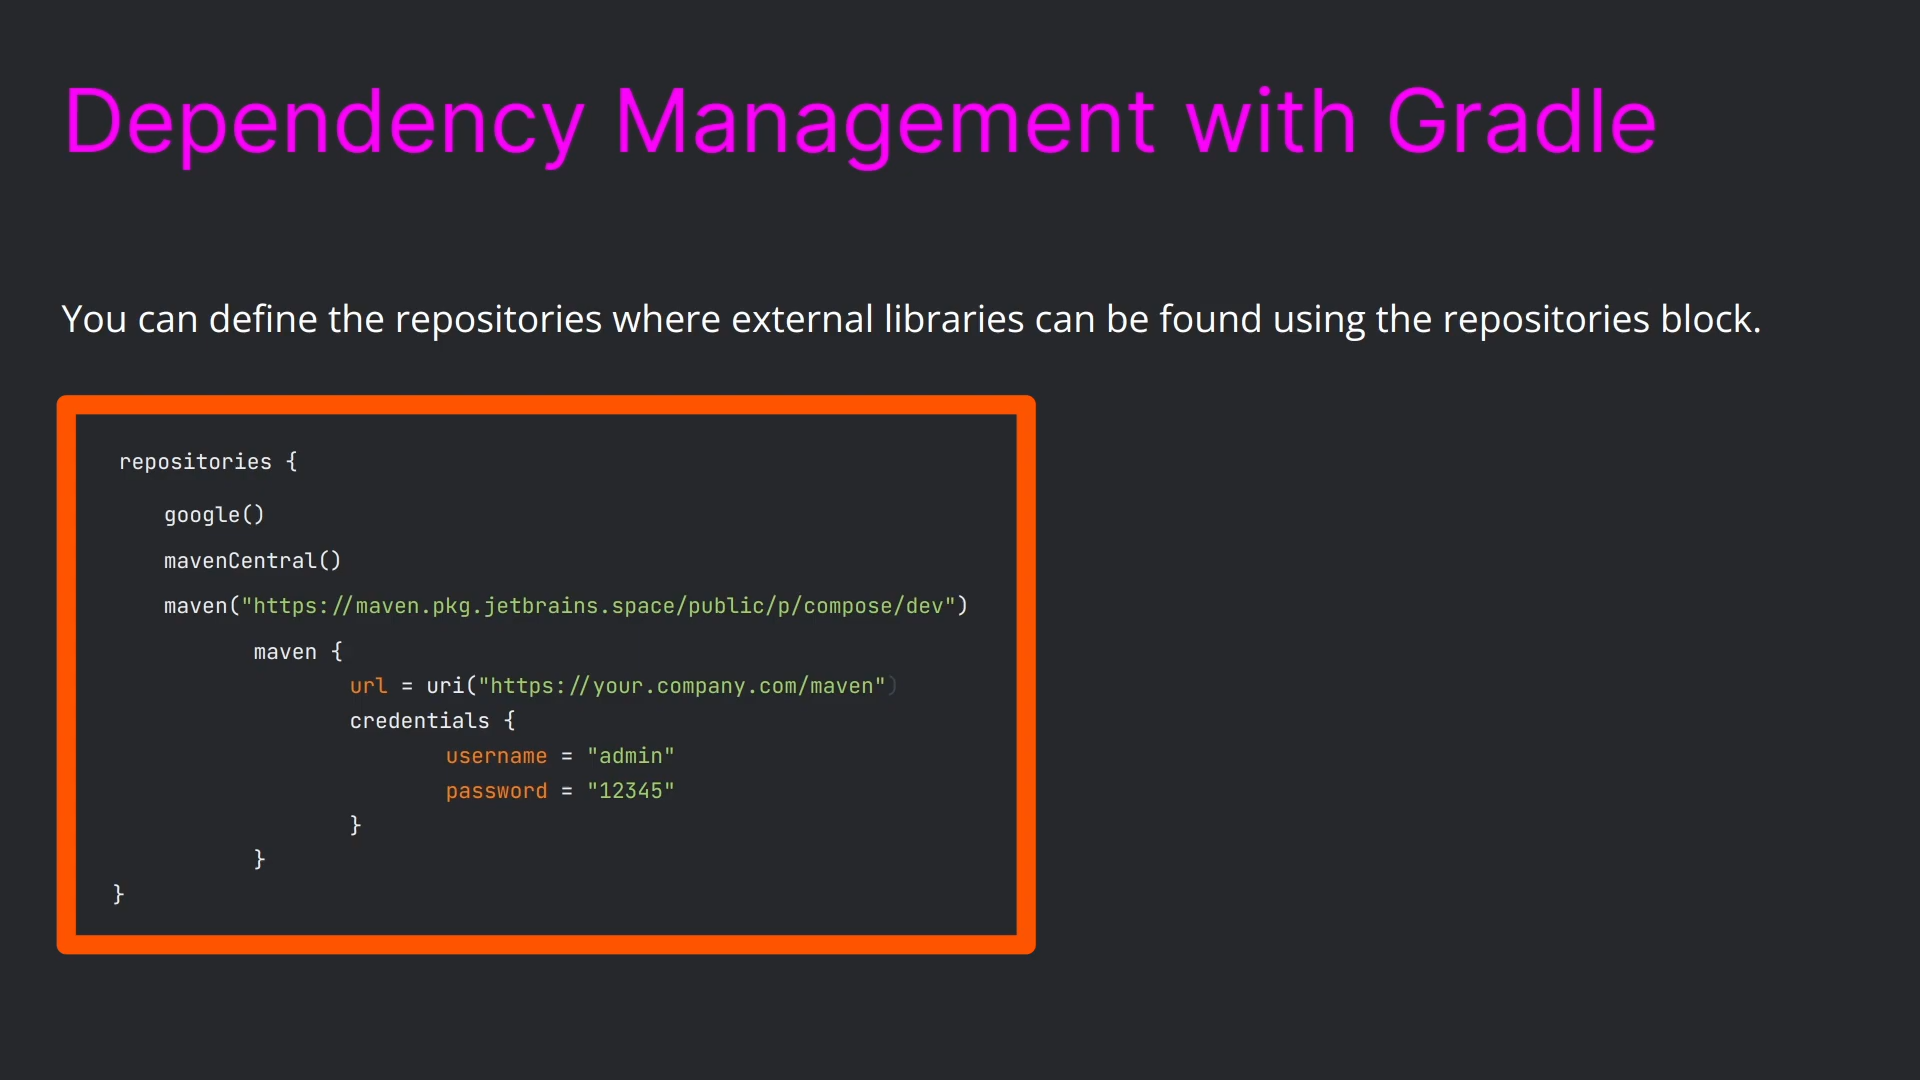 Dependency Management with Gradle
You can define the repositories where external libraries can be found using the repositories block.
repositories {
google()
mavenCentral()
maven("https://maven.pkg.jetbrains.space/public/p/compose/dev")
maven {
url = uri("https://your.company.com/maven")
credentials {
username = "admin"
password = "12345"
}
}
}